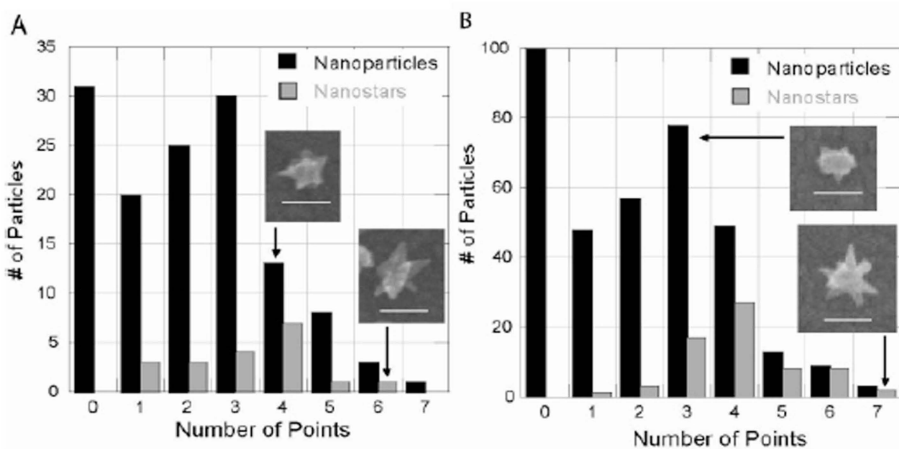 A
35
30
25
20
15
10
5
0
# of Particles
Nanoparticles
Nanostars
0 1 2 3 4 5 6 7
Number of Points
B
100
80
60
40
20
0
# of Particles
Nanoparticles
Nanostars
0 1 2 3 4 5 6 7
Number of Points